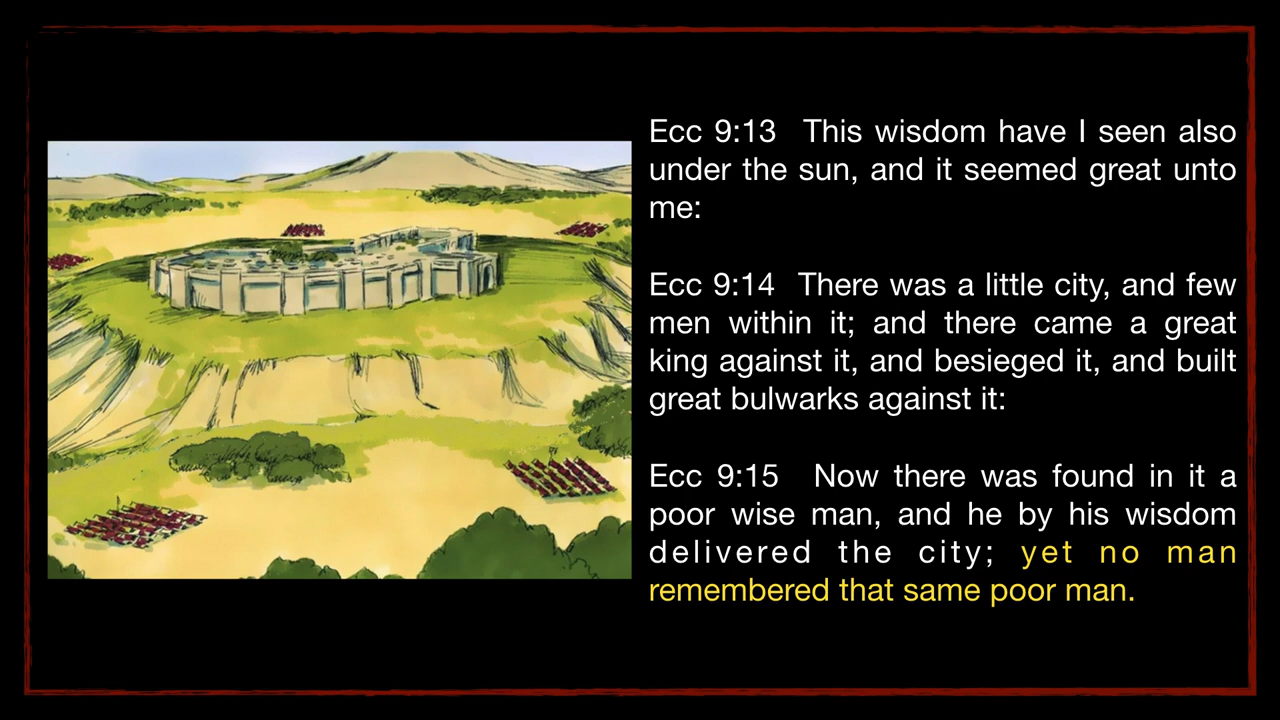 Ecc 9:13 This wisdom have I seen also
under the sun, and it seemed great unto
me:
Ecc 9:14 There was a little city, and few
men within it; and there came a great
king against it, and besieged it, and built
great bulwarks against it:
Ecc 9:15 Now there was found in it a
poor wise man, and he by his wisdom
delivered the city; yet no man
remembered that same poor man.